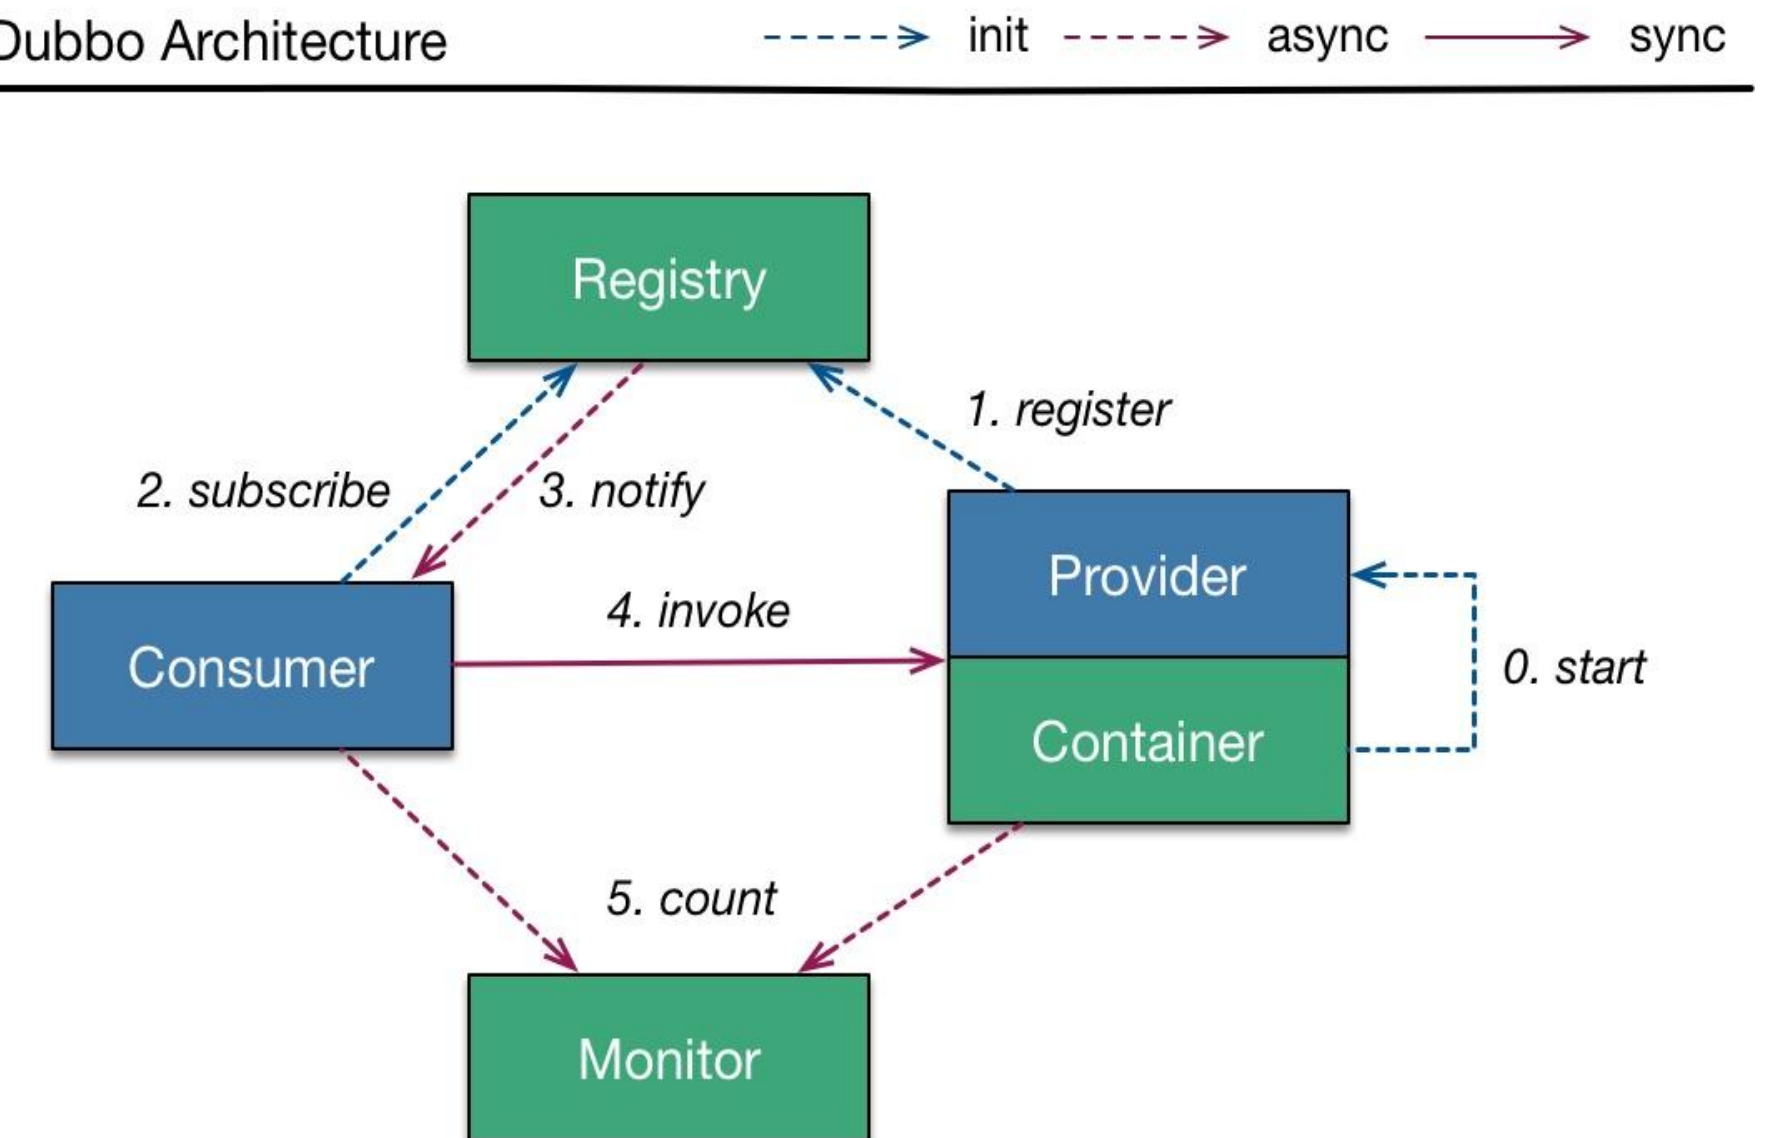 Dubbo Architecture
init
async
sync
Registry
1. register
2. subscribe
3. notify
Provider
4. invoke
Consumer
0. start
Container
5. count
Monitor